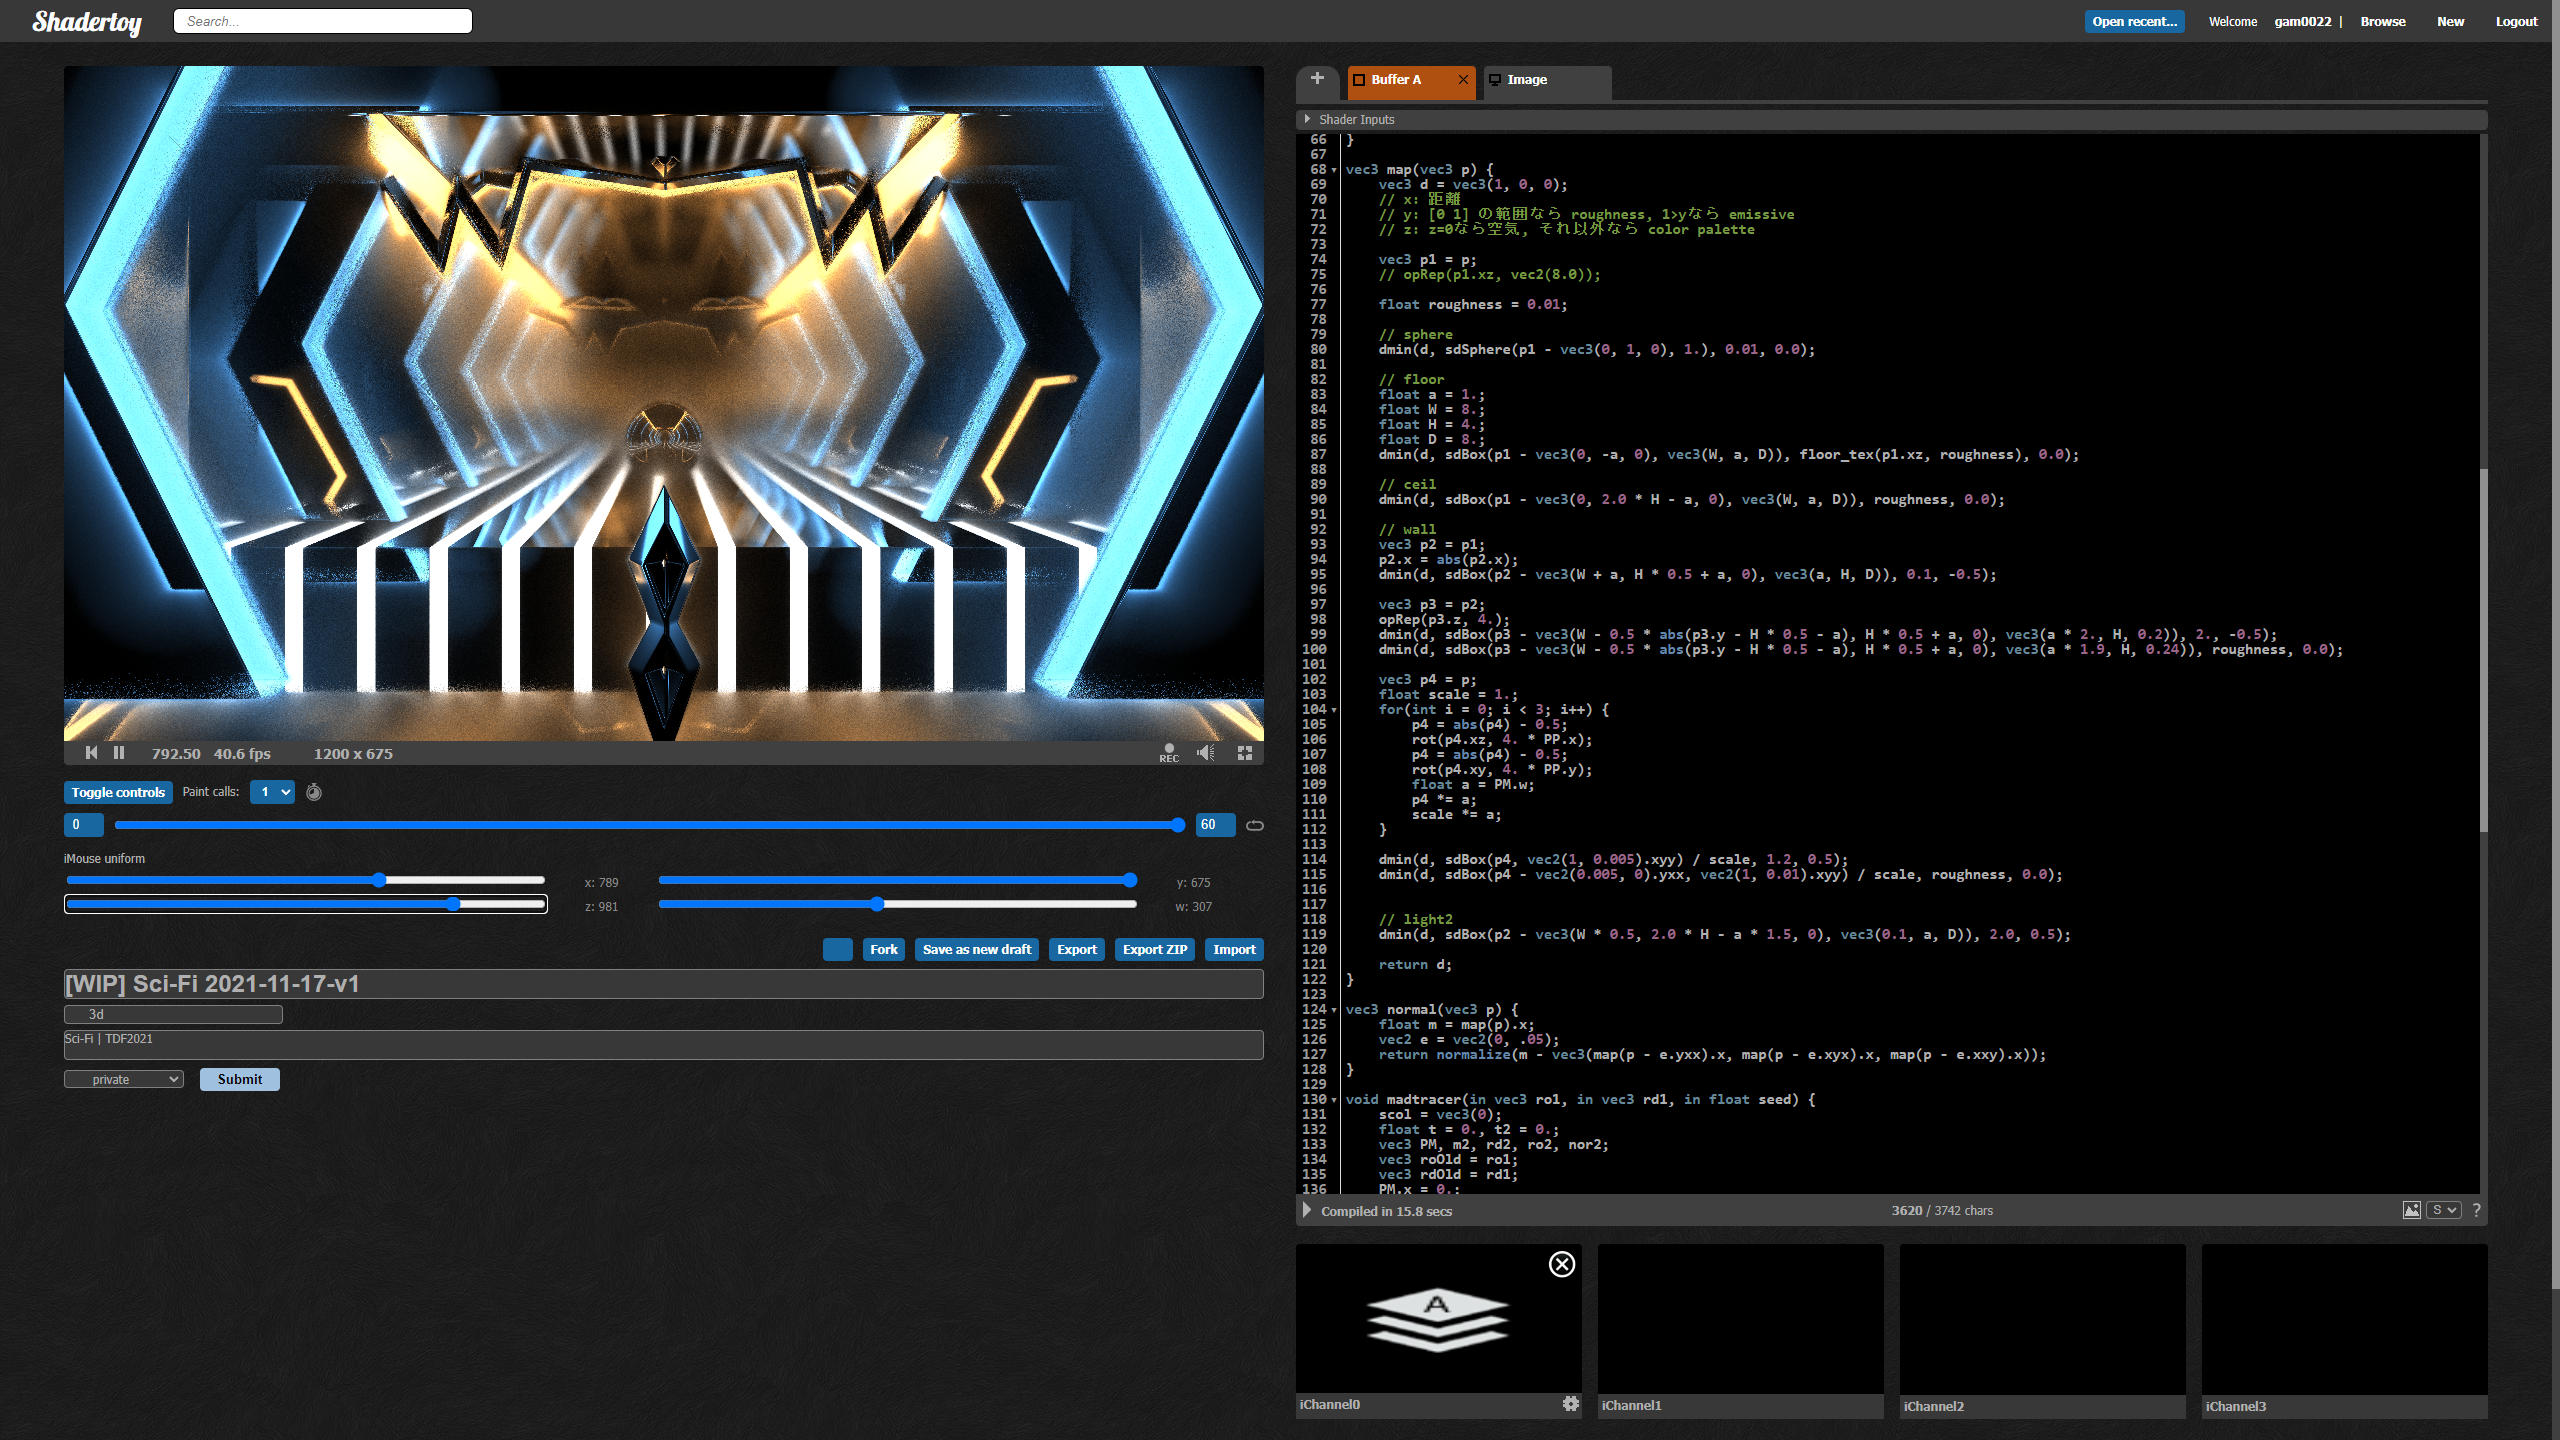 Shadertoy
Search...
Open recent...
Welcome gam0022 | Browse New Logout
Buffer A
Image
Shader Inputs
66 }
67
68 vec3 map(vec3 p) {
69 vec3 d = vec3(1, 0, 0);
70 // x: 距離
71 // y: [0 1] の範囲なら roughness, 1>yなら emissive
72 // z: z=0なら空気, それ以外なら color palette
73
74 vec3 p1 = p;
75 // opRep(p1.xz, vec2(8.0));
76
77 float roughness = 0.01;
78
79 // sphere
80 dmin(d, sdSphere(p1 - vec3(0, 1, 0), 1.), 0.01, 0.0);
81
82 // floor
83 float a = 1.;
84 float W = 8.;
85 float H = 4.;
86 float D = 8.;
87 dmin(d, sdBox(p1 - vec3(0, -a, 0), vec3(W, a, D)), floor_tex(p1.xz, roughness), 0.0);
88
89 // ceil
90 dmin(d, sdBox(p1 - vec3(0, 2.0 * H - a, 0), vec3(W, a, D)), roughness, 0.0);
91
92 // wall
93 vec3 p2 = p1;
94 p2.x = abs(p2.x);
95 dmin(d, sdBox(p2 - vec3(W + a, H * 0.5 + a, 0), vec3(a, H, D)), 0.1, -0.5);
96
97 vec3 p3 = p2;
98 opRep(p3.z, 4.);
99 dmin(d, sdBox(p3 - vec3(W - 0.5 * abs(p3.y - H * 0.5 - a), H * 0.5 + a, 0), vec3(a * 2., H, 0.2)), 2., -0.5);
100 dmin(d, sdBox(p3 - vec3(W - 0.5 * abs(p3.y - H * 0.5 - a), H * 0.5 + a, 0), vec3(a * 1.9, H, 0.24)), roughness, 0.0);
101
102 vec3 p4 = p;
103 float scale = 1.;
104 for(int i = 0; i < 3; i++) {
105 p4 = abs(p4) - 0.5;
106 rot(p4.xz, 4. * PP.x);
107 p4 = abs(p4) - 0.5;
108 rot(p4.xy, 4. * PP.y);
109 float a = PM.w;
110 p4 *= a;
111 scale *= a;
112 }
113
114 dmin(d, sdBox(p4, vec2(1, 0.005).xyy) / scale, 1.2, 0.5);
115 dmin(d, sdBox(p4 - vec2(0.005, 0).yxx, vec2(1, 0.01).xyy) / scale, roughness, 0.0);
116
117
118 // light2
119 dmin(d, sdBox(p2 - vec3(W * 0.5, 2.0 * H - a * 1.5, 0), vec3(0.1, a, D)), 2.0, 0.5);
120
121 return d;
122 }
123
124 vec3 normal(vec3 p) {
125 float m = map(p).x;
126 vec2 e = vec2(0, .05);
127 return normalize(m - vec3(map(p - e.yxx).x, map(p - e.xyx).x, map(p - e.xxy).x));
128 }
129
130 void madtracer(in vec3 ro1, in vec3 rd1, in float seed) {
131 scol = vec3(0);
132 float t = 0., t2 = 0.;
133 vec3 PM, m2, rd2, ro2, nor2;
134 vec3 roOld = ro1;
135 vec3 rdOld = rd1;
136 PM.x = 0.;
Compiled in 15.8 secs
3620 / 3742 chars
S
?
A
iChannel0
iChannel1
iChannel2
iChannel3
792.50 40.6 fps 1200 x 675
REC
Toggle controls Paint calls: 1
0
60
iMouse uniform
x: 789
y: 675
z: 981
w: 307
Fork
Save as new draft
Export
Export ZIP
Import
[WIP] Sci-Fi 2021-11-17-v1
3d
Sci-Fi | TDF2021
private
Submit